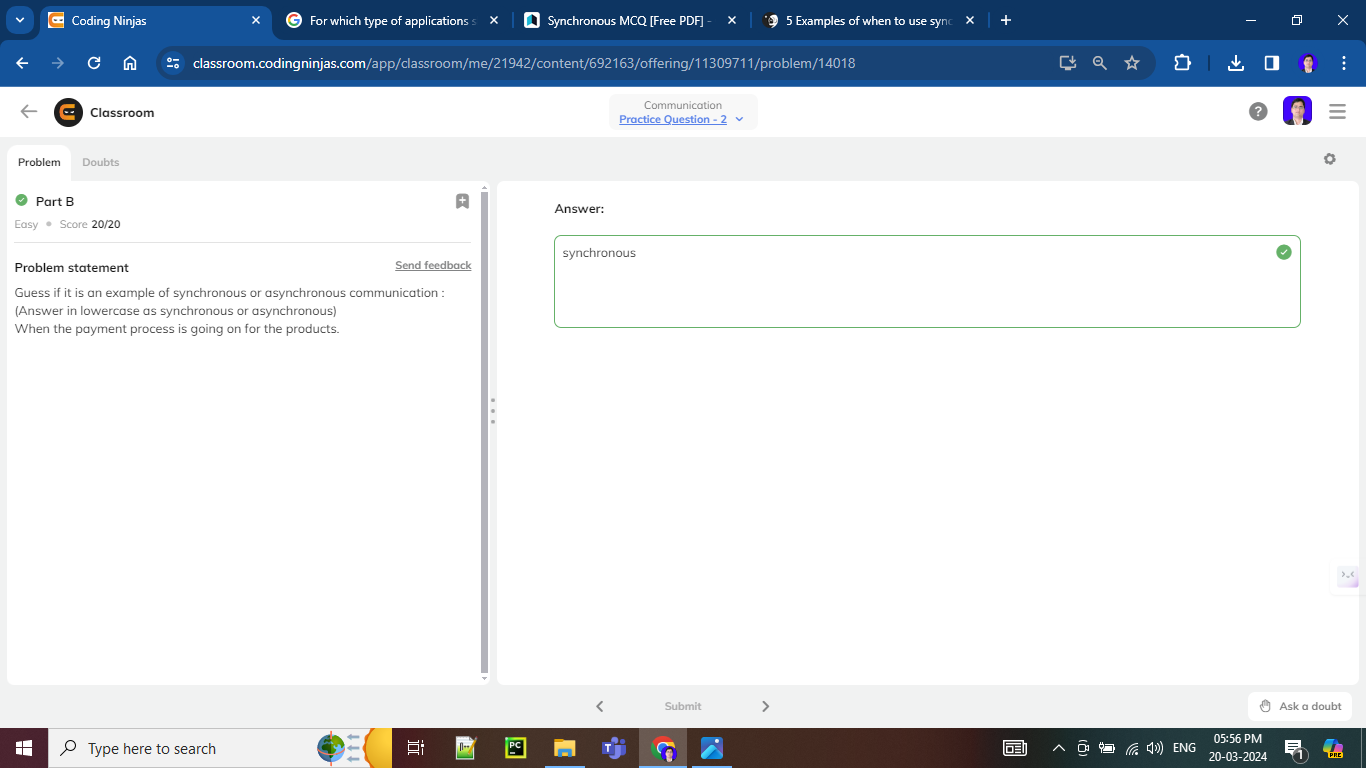 Coding Ninjas
For which type of applications s
Synchronous MCQ [Free PDF] -
5 Examples of when to use sync
classroom.codingninjas.com/app/classroom/me/21942/content/692163/offering/11309711/problem/14018
Classroom
Communication
Practice Question - 2
Problem
Doubts
Part B
Easy • Score 20/20
Problem statement
Send feedback
Guess if it is an example of synchronous or asynchronous communication :
(Answer in lowercase as synchronous or asynchronous)
When the payment process is going on for the products.
Answer:
synchronous
Submit
Ask a doubt
Type here to search
PC
ENG
05:56 PM
20-03-2024
1
PRE